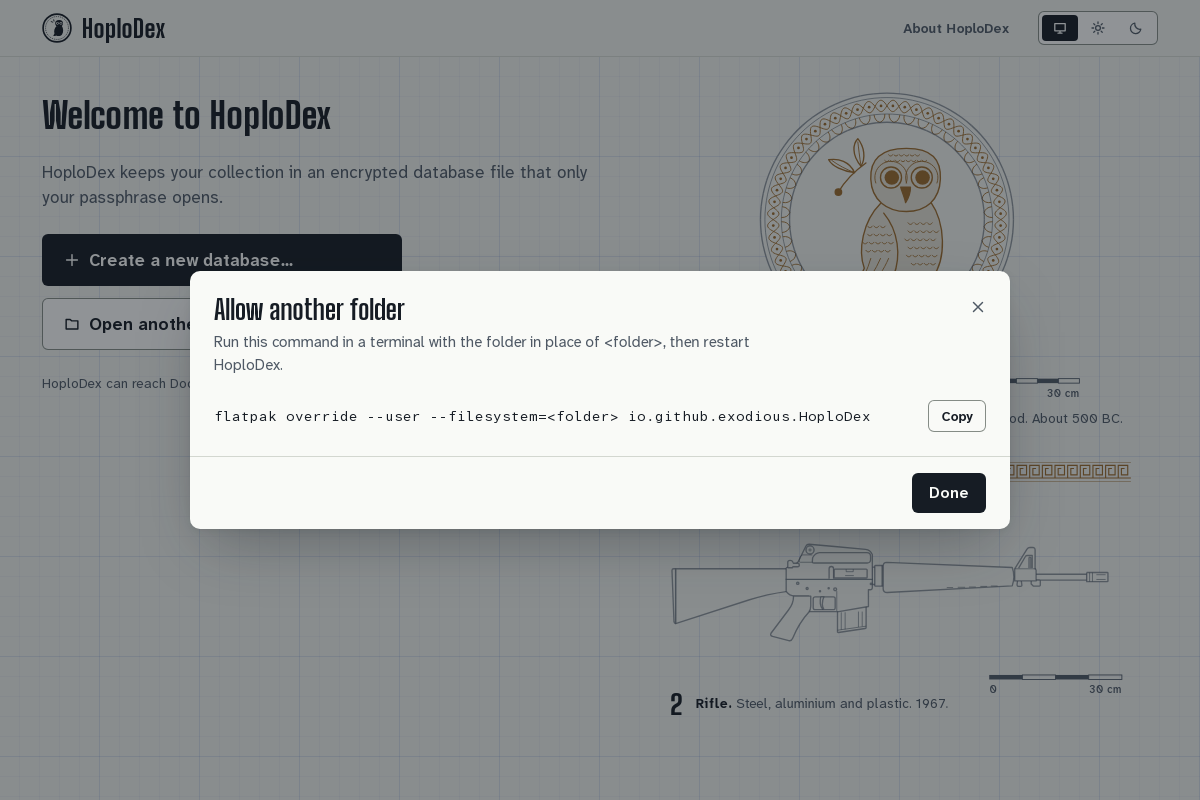 HoploDex
About HoploDex
Welcome to HoploDex
HoploDex keeps your collection in an encrypted database file that only
your passphrase opens.
Create a new database…
Open anothe
HoploDex can reach Doc
Allow another folder
Run this command in a terminal with the folder in place of <folder>, then restart
HoploDex.
flatpak override --user --filesystem=<folder> io.github.exodious.HoploDex
Copy
Done
30 cm
od. About 500 BC.
0 30 cm
2 Rifle. Steel, aluminium and plastic. 1967.